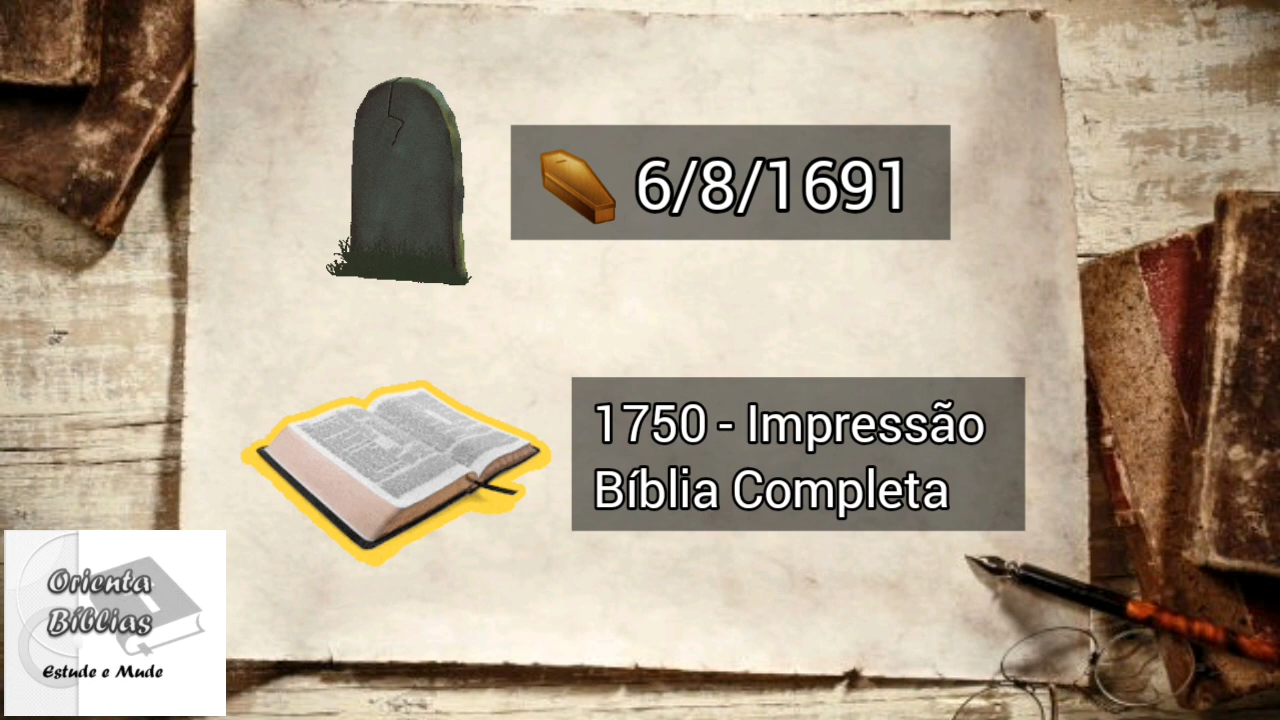 6/8/1691
1750 - Impressão
Bíblia Completa
Orienta
Bíblias
Estude e Mude